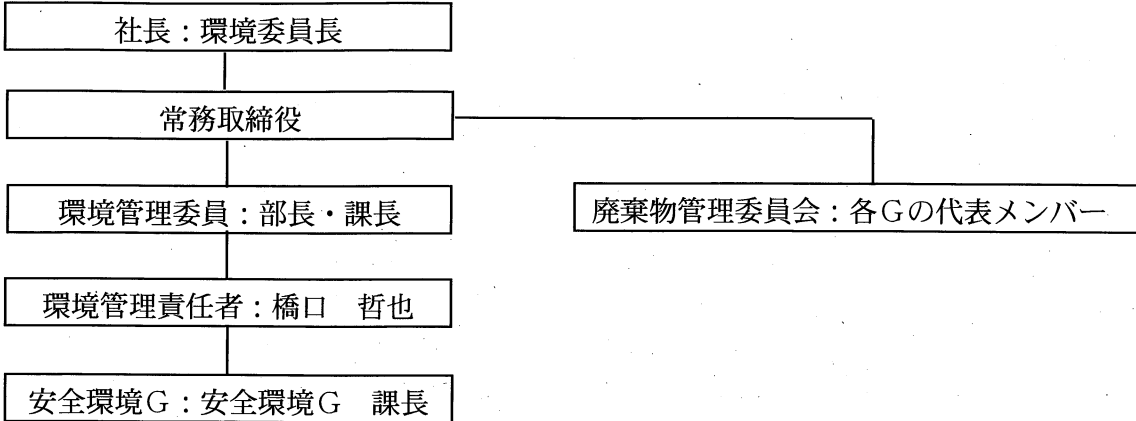 社長：環境委員長
常務取締役
環境管理委員：部長・課長
廃棄物管理委員会：各Gの代表メンバー
環境管理責任者：橋口　哲也
安全環境G：安全環境G　課長